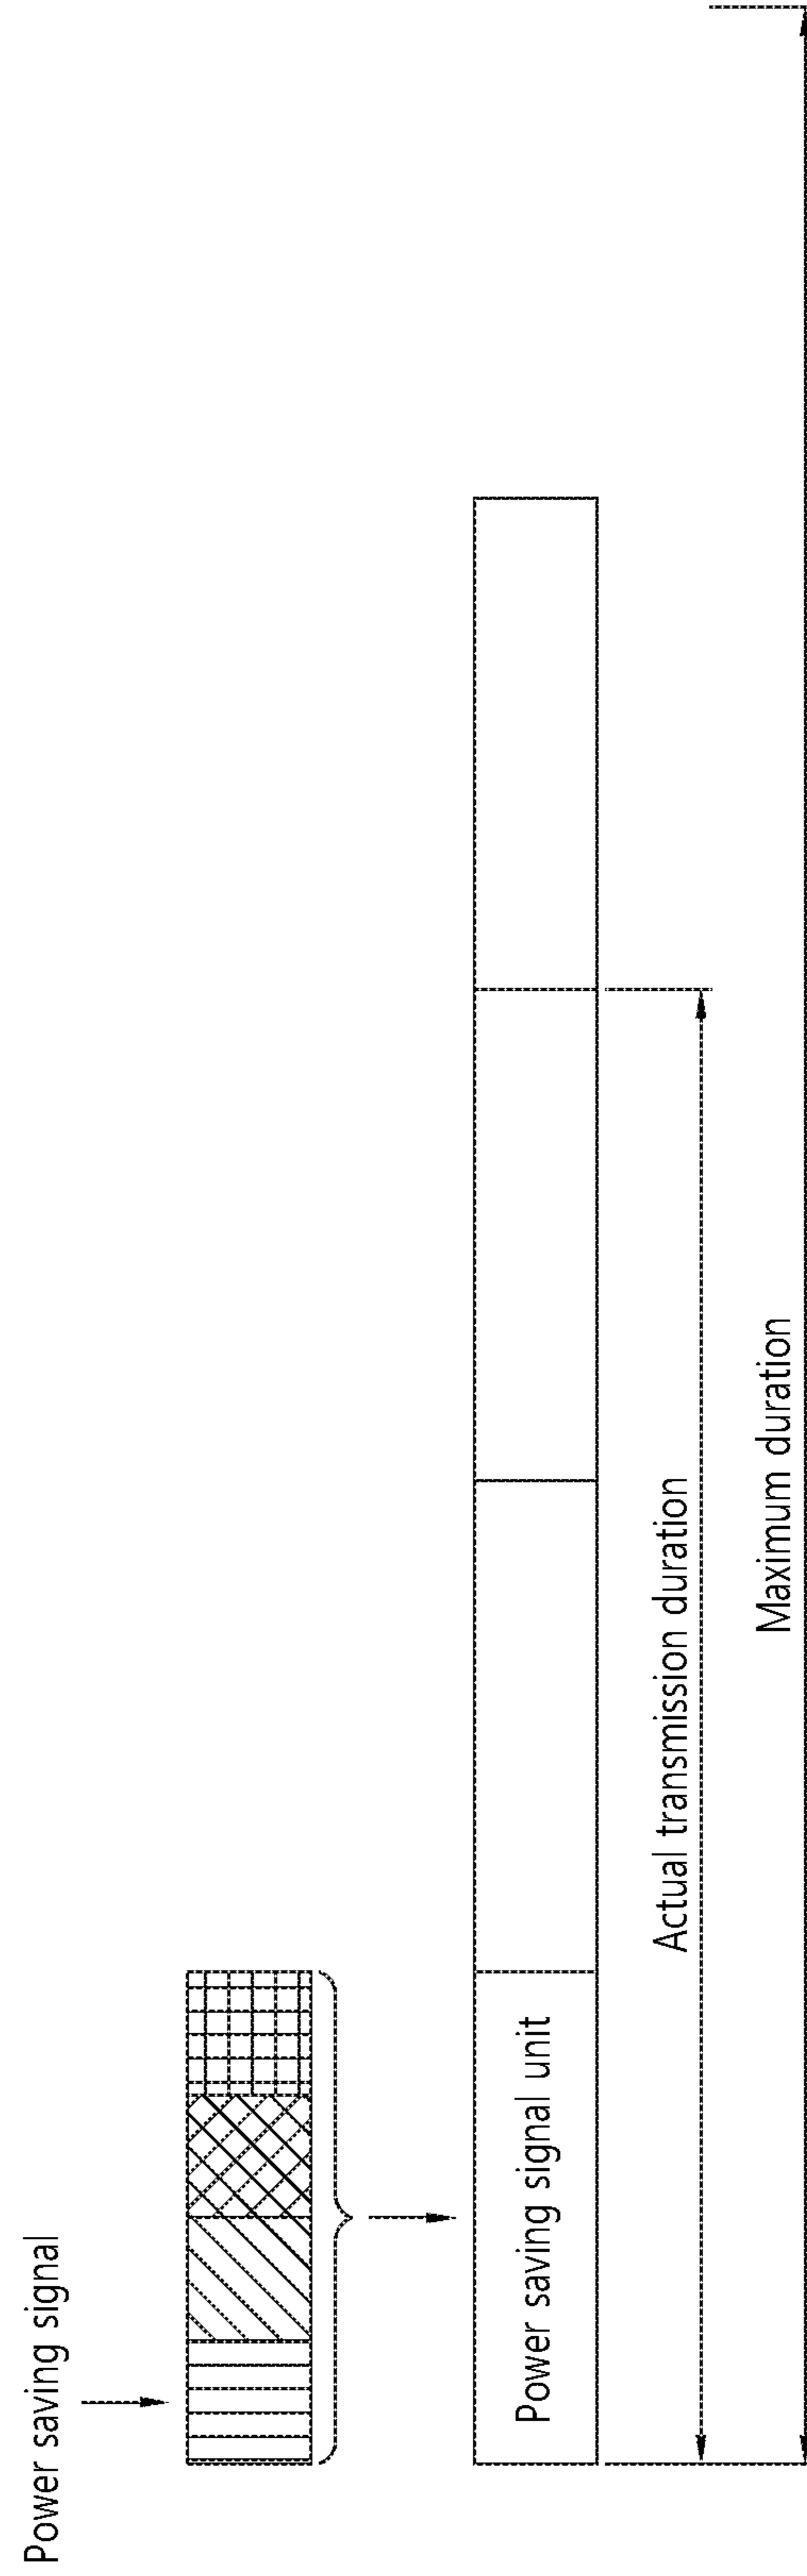 Power saving signal
Power saving signal unit
Actual transmission duration
Maximum duration